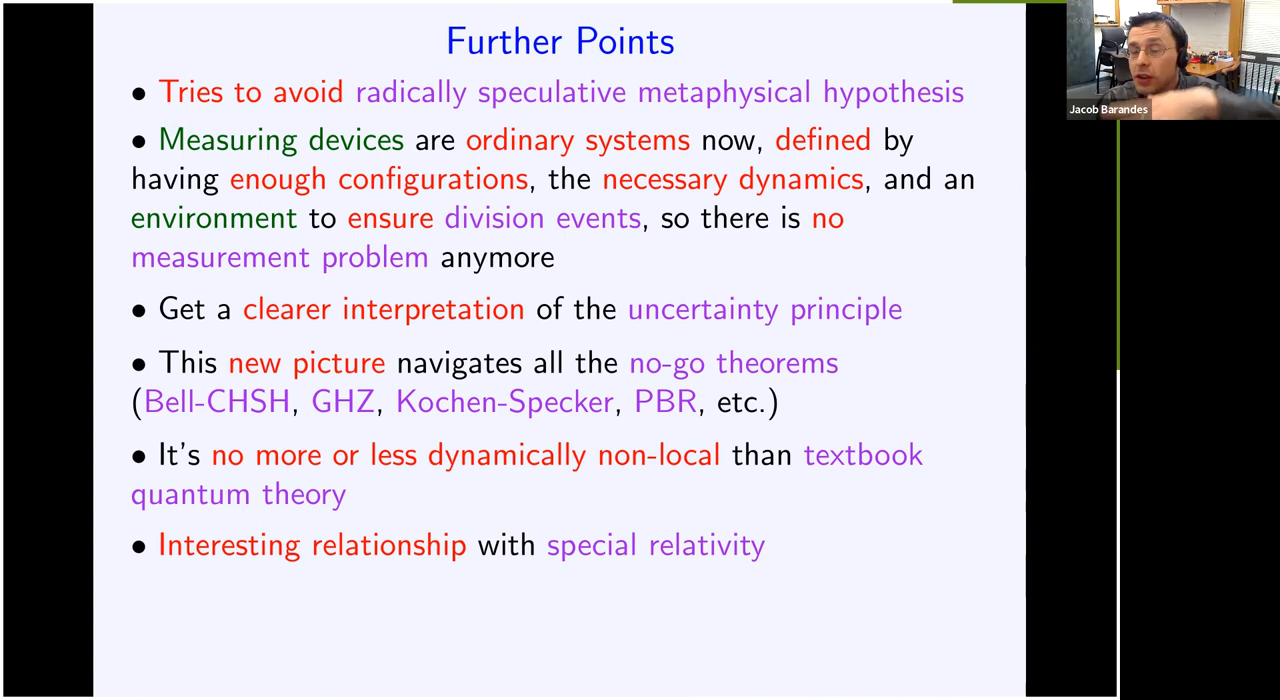 Further Points
• Tries to avoid radically speculative metaphysical hypothesis
• Measuring devices are ordinary systems now, defined by
having enough configurations, the necessary dynamics, and an
environment to ensure division events, so there is no
measurement problem anymore
• Get a clearer interpretation of the uncertainty principle
• This new picture navigates all the no-go theorems
(Bell-CHSH, GHZ, Kochen-Specker, PBR, etc.)
• It's no more or less dynamically non-local than textbook
quantum theory
• Interesting relationship with special relativity
Jacob Barandes